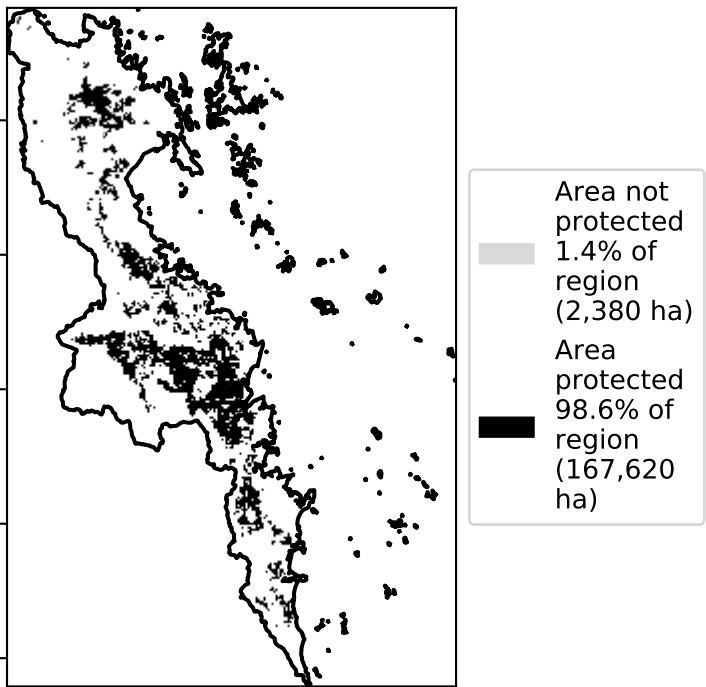 Area not
protected
1.4% of
region
(2,380 ha)
Area
protected
98.6% of
region
(167,620
ha)